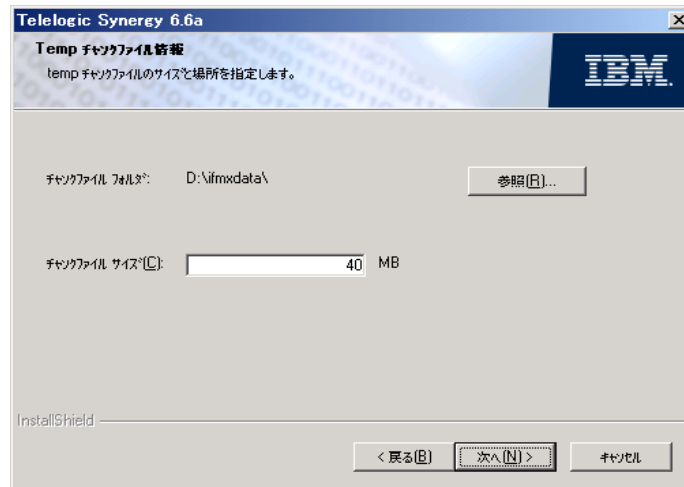 Telelogic Synergy 6.6a
Temp ﾁｬﾝｸﾌｧｲﾙ情報
temp ﾁｬﾝｸﾌｧｲﾙのｻｲｽﾞと場所を指定します。
IBM.
ﾁｬﾝｸﾌｧｲﾙ ﾌｫﾙﾀﾞ: D:\ifmxdata\ 参照(R)...
ﾁｬﾝｸﾌｧｲﾙ ｻｲｽﾞ(C): 40 MB
InstallShield
< 戻る(B) 次へ(N) > ｷｬﾝｾﾙ